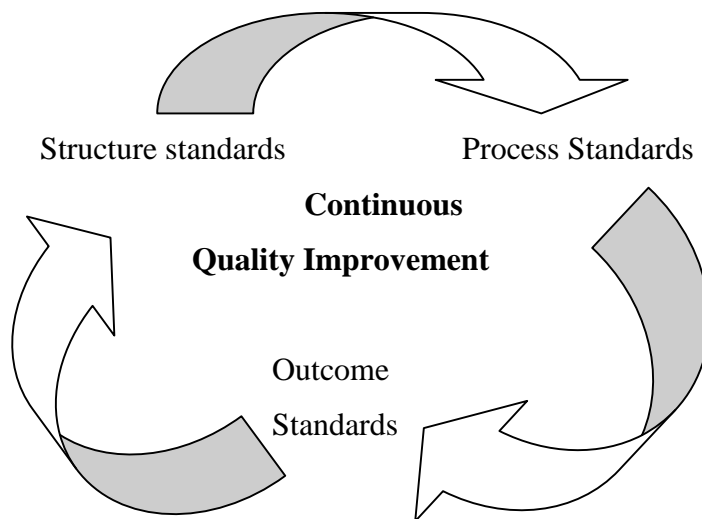 Structure standards
Process Standards
Continuous
Quality Improvement
Outcome
Standards